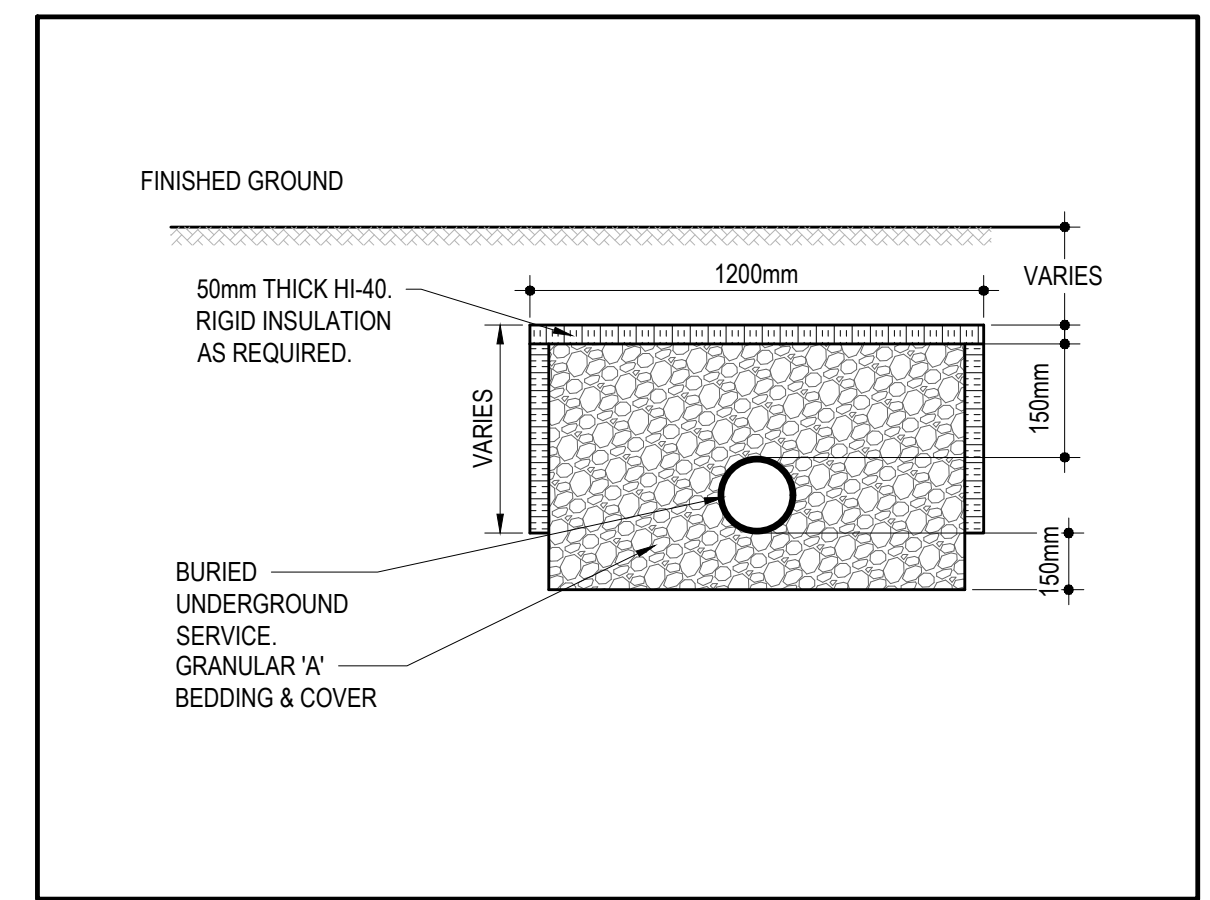 FINISHED GROUND
1200mm
VARIES
50mm THICK HI-40.
RIGID INSULATION
AS REQUIRED.
VARIES
150mm
150mm
BURIED
UNDERGROUND
SERVICE.
GRANULAR 'A'
BEDDING & COVER